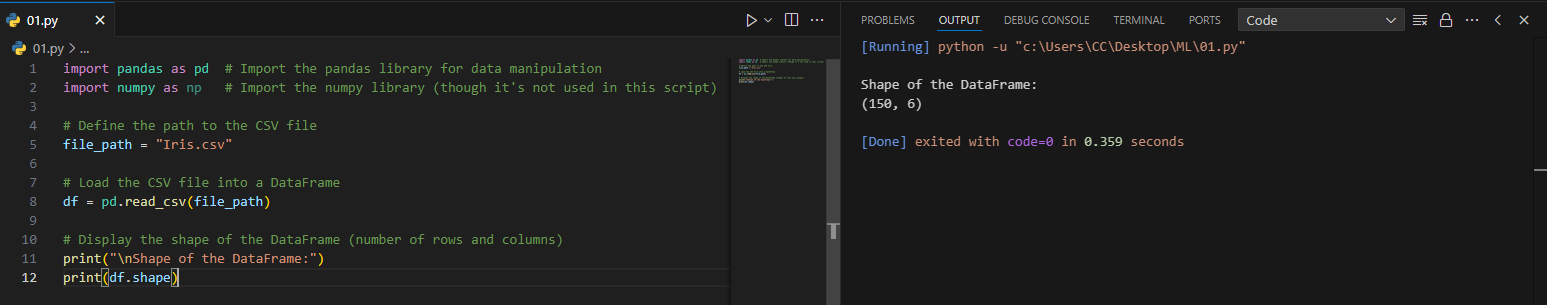 01.py
01.py > ...
1 import pandas as pd  # Import the pandas library for data manipulation
2 import numpy as np   # Import the numpy library (though it's not used in this script)
3
4 # Define the path to the CSV file
5 file_path = "Iris.csv"
6
7 # Load the CSV file into a DataFrame
8 df = pd.read_csv(file_path)
9
10 # Display the shape of the DataFrame (number of rows and columns)
11 print("\nShape of the DataFrame:")
12 print(df.shape)
PROBLEMS OUTPUT DEBUG CONSOLE TERMINAL PORTS Code
[Running] python -u "c:\Users\CC\Desktop\ML\01.py"
Shape of the DataFrame:
(150, 6)
[Done] exited with code=0 in 0.359 seconds